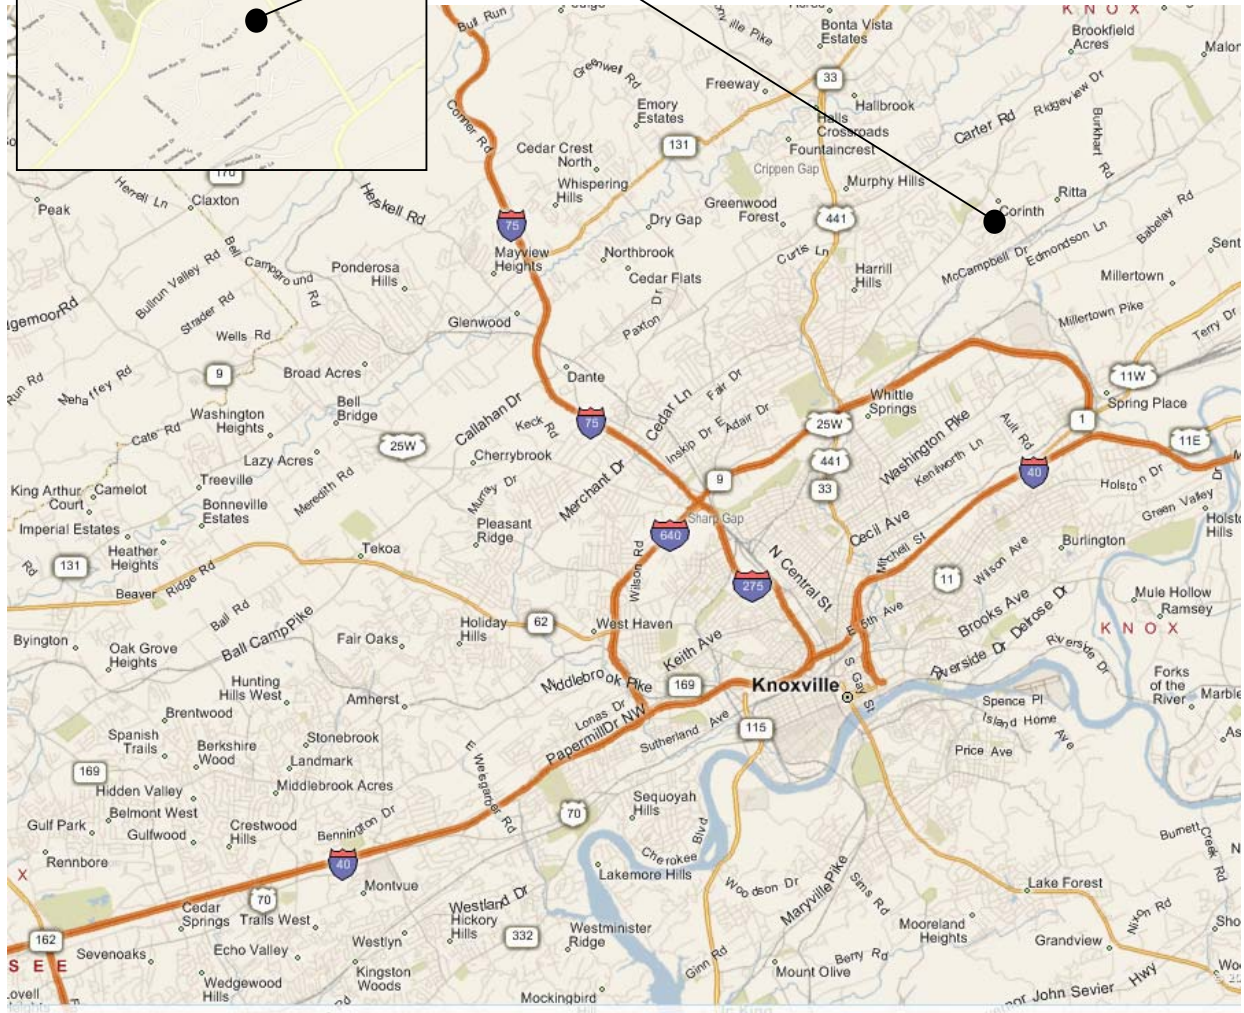 Bull Run
KNOX
Bonta Vista
Estates
Brookfield
Acres
Greenwell Rd
Freeway
33
Hallbrook
Ridgeview Dr
Conner Rd
Emory
Estates
Halls
Crossroads
Carter Rd
Burkhart Rd
Cedar Crest
North
131
Fountaincrest
Crippen Gap
Whispering
Hills
Murphy Hills
Ritta
Herrell Ln
Claxton
Heiskell Rd
Peak
Greenwood
Forest
Corinth
Dry Gap
441
Babelay Rd
75
Edmondson Ln
Mayview
Heights
Northbrook
Curtis Ln
McCampbell Dr
Bell Campground Rd
Bullrun Valley Rd
Ponderosa
Hills
Cedar Flats
Harrill
Hills
Millertown
Strader Rd
Paxton Dr
Millertown Pike
Glenwood
Wells Rd
Terry Dr
9
Broad Acres
Dante
11W
Fair Dr
Whittle
Springs
Spring Place
Washington
Heights
Bell
Bridge
Callahan Dr
Keck Rd
75
Cedar Ln
Inskip Dr
E Adair Dr
25W
1
Cate Rd
25W
Washington Pike
Ault Rd
11E
Lazy Acres
Cherrybrook
441
Kenilworth Ln
40
Treeville
Meredith Rd
Murray Dr
Merchant Dr
9
33
Holston Dr
King Arthur
Court
Camelot
Bonneville
Estates
Green Valley Dr
Imperial Estates
Pleasant
Ridge
Sharp Gap
640
Cecil Ave
Holston
Hills
Heather
Heights
Tekoa
Wilson Rd
N Central St
Mitchell St
Burlington
131
275
11
Wilson Ave
Beaver Ridge Rd
Mule Hollow
Ramsey
Ball Rd
Ball Camp Pike
Holiday
Hills
62
West Haven
E 5th Ave
Brooks Ave
Delrose Dr
KNOX
Byington
Oak Grove
Heights
Fair Oaks
Keith Ave
Riverside Dr
Riverside Dr
Hunting
Hills West
Amherst
Middlebrook Pike
169
Knoxville
S Gay St
Forks
of the
River
Brentwood
Lonas Dr
Papermill Dr NW
Sutherland Ave
115
Spence Pl
Island Home Ave
Spanish
Trails
Berkshire
Wood
Stonebrook
Landmark
E Weisgarber Rd
Price Ave
169
Hidden Valley
Middlebrook Acres
Belmont West
70
Sequoyah
Hills
Gulf Park
Gulfwood
Crestwood
Hills
Bennington Dr
Cherokee Blvd
Burnett Creek Rd
Rennbore
40
Lakemore Hills
Montvue
Woodson Dr
Maryville Pike
Sims Rd
Lake Forest
70
Cedar
Springs
Trails West
Westland Dr
Hickory
Hills
Mooreland
Heights
Nixon Rd
162
Sevenoaks
Echo Valley
Westlyn
332
Westminister
Ridge
Ginn Rd
Berry Rd
Grandview
SEE
Wedgewood
Hills
Kingston
Woods
Mount Olive
Mockingbird
John Sevier Hwy